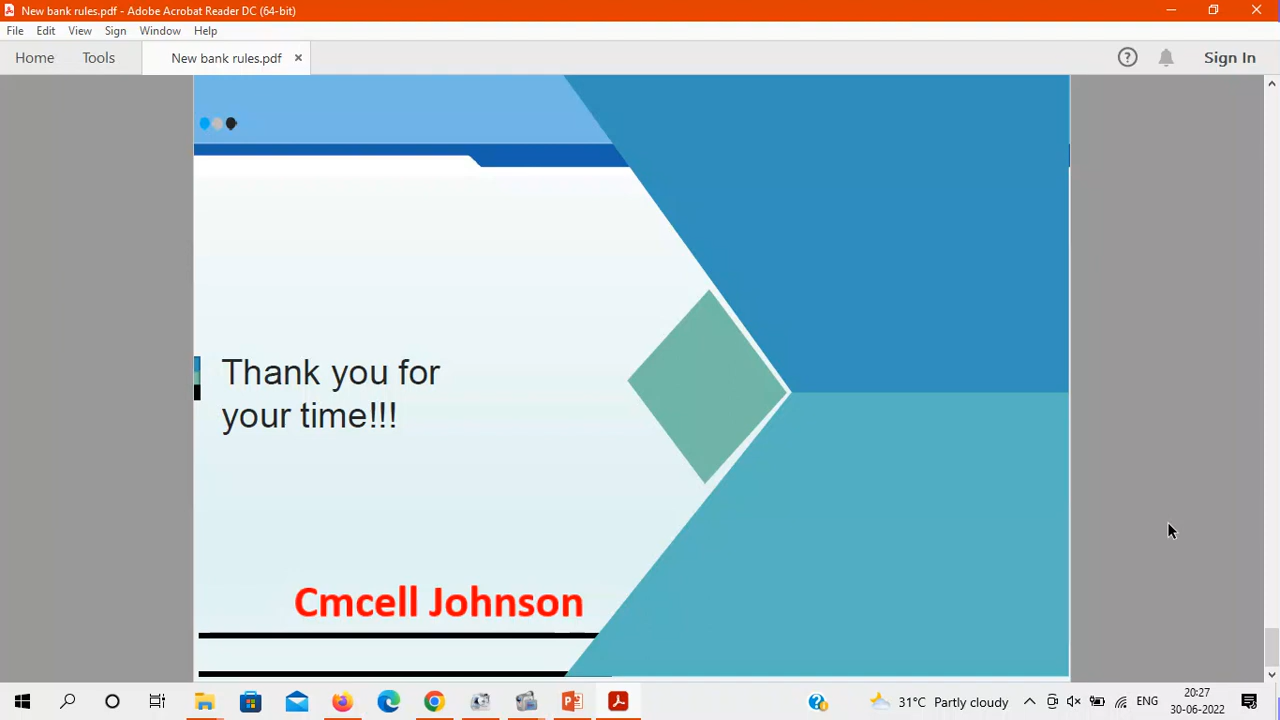 New bank rules.pdf - Adobe Acrobat Reader DC (64-bit)
File Edit View Sign Window Help
Home Tools New bank rules.pdf × ? Sign In
Thank you for
your time!!!
Cmcell Johnson
31°C Partly cloudy ENG 20:27
30-06-2022